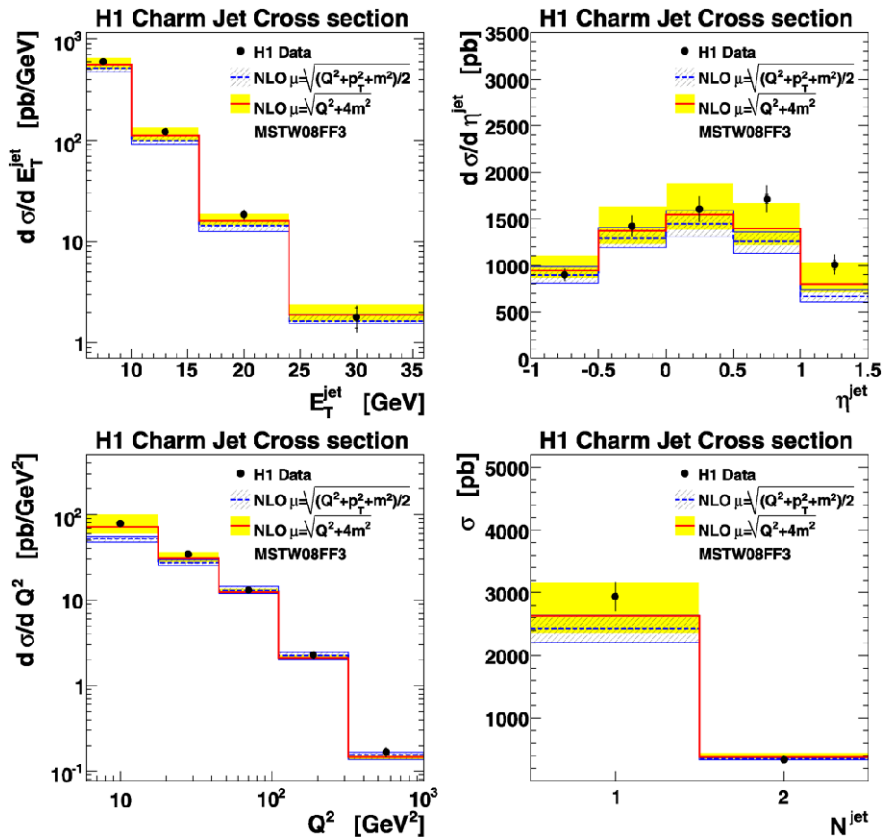 H1 Charm Jet Cross section
d σ/d E_T^jet [pb/GeV]
10³
10²
10
1
H1 Data
NLO μ=√(Q²+p_T²+m²)/2
NLO μ=√Q²+4m²
MSTW08FF3
10 15 20 25 30 35
E_T^jet [GeV]
H1 Charm Jet Cross section
d σ/d η^jet [pb]
3500
3000
2500
2000
1500
1000
500
0
H1 Data
NLO μ=√(Q²+p_T²+m²)/2
NLO μ=√Q²+4m²
MSTW08FF3
-1 -0.5 0 0.5 1 1.5
η^jet
H1 Charm Jet Cross section
d σ/d Q² [pb/GeV²]
10²
10
1
10⁻¹
H1 Data
NLO μ=√(Q²+p_T²+m²)/2
NLO μ=√Q²+4m²
MSTW08FF3
10 10² 10³
Q² [GeV²]
H1 Charm Jet Cross section
σ [pb]
5000
4000
3000
2000
1000
H1 Data
NLO μ=√(Q²+p_T²+m²)/2
NLO μ=√Q²+4m²
MSTW08FF3
1 2
N^jet